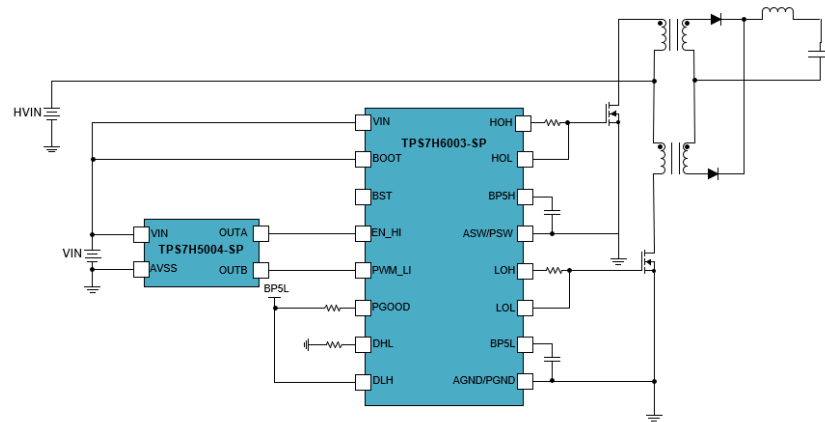 HVIN
VIN
HOH
TPS7H6003-SP
BOOT
HOL
BST
BP5H
VIN
OUTA
EN_HI
ASW/PSW
TPS7H5004-SP
VIN
AVSS
OUTB
PWM_LI
LOH
BP5L
PGOOD
LOL
DHL
BP5L
DLH
AGND/PGND